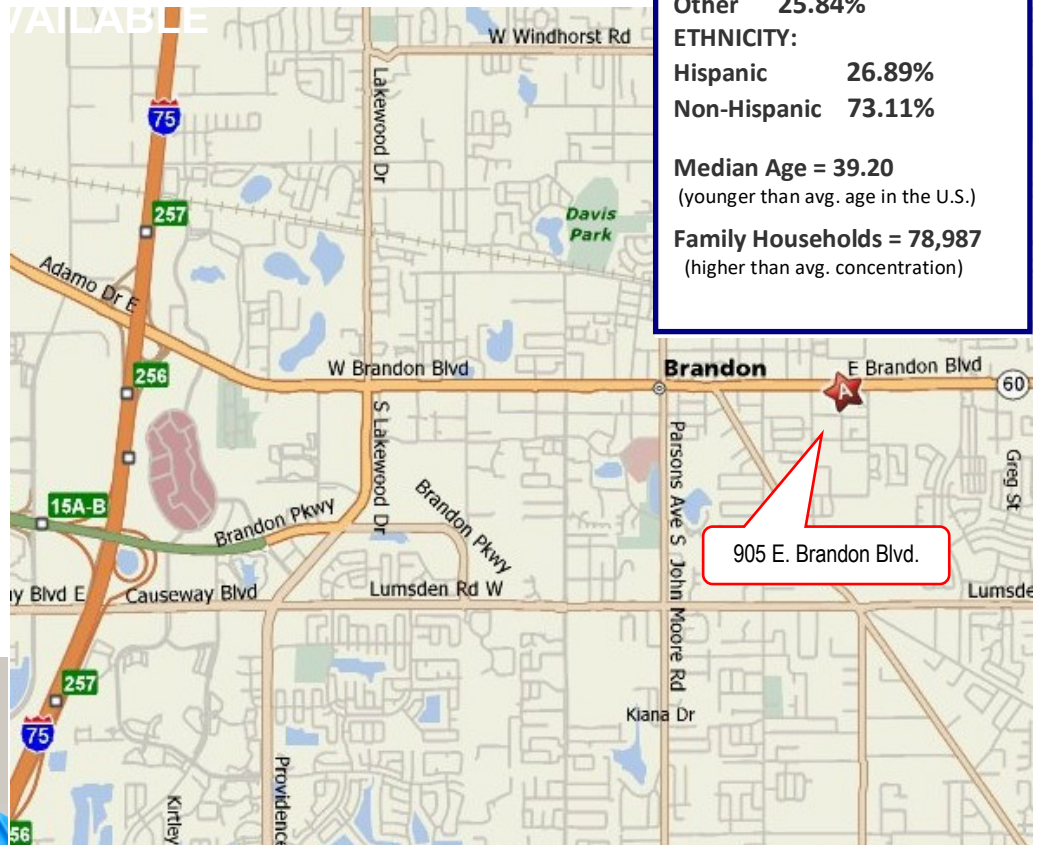 VAILABLE
Other 25.84%
ETHNICITY:
Hispanic 26.89%
Non-Hispanic 73.11%
Median Age = 39.20
(younger than avg. age in the U.S.)
Family Households = 78,987
(higher than avg. concentration)
W Windhorst Rd
Lakewood Dr
75
257
Davis
Park
Adamo Dr E
256
W Brandon Blvd
Brandon
E Brandon Blvd
60
A
S Lakewood Dr
Parsons Ave S
Greg St
15A-B
Brandon Pkwy
Brandon Pkwy
905 E. Brandon Blvd.
y Blvd E
Causeway Blvd
Lumsden Rd W
Lumsde
John Moore Rd
257
75
Kiana Dr
Providence
Kirtley
56